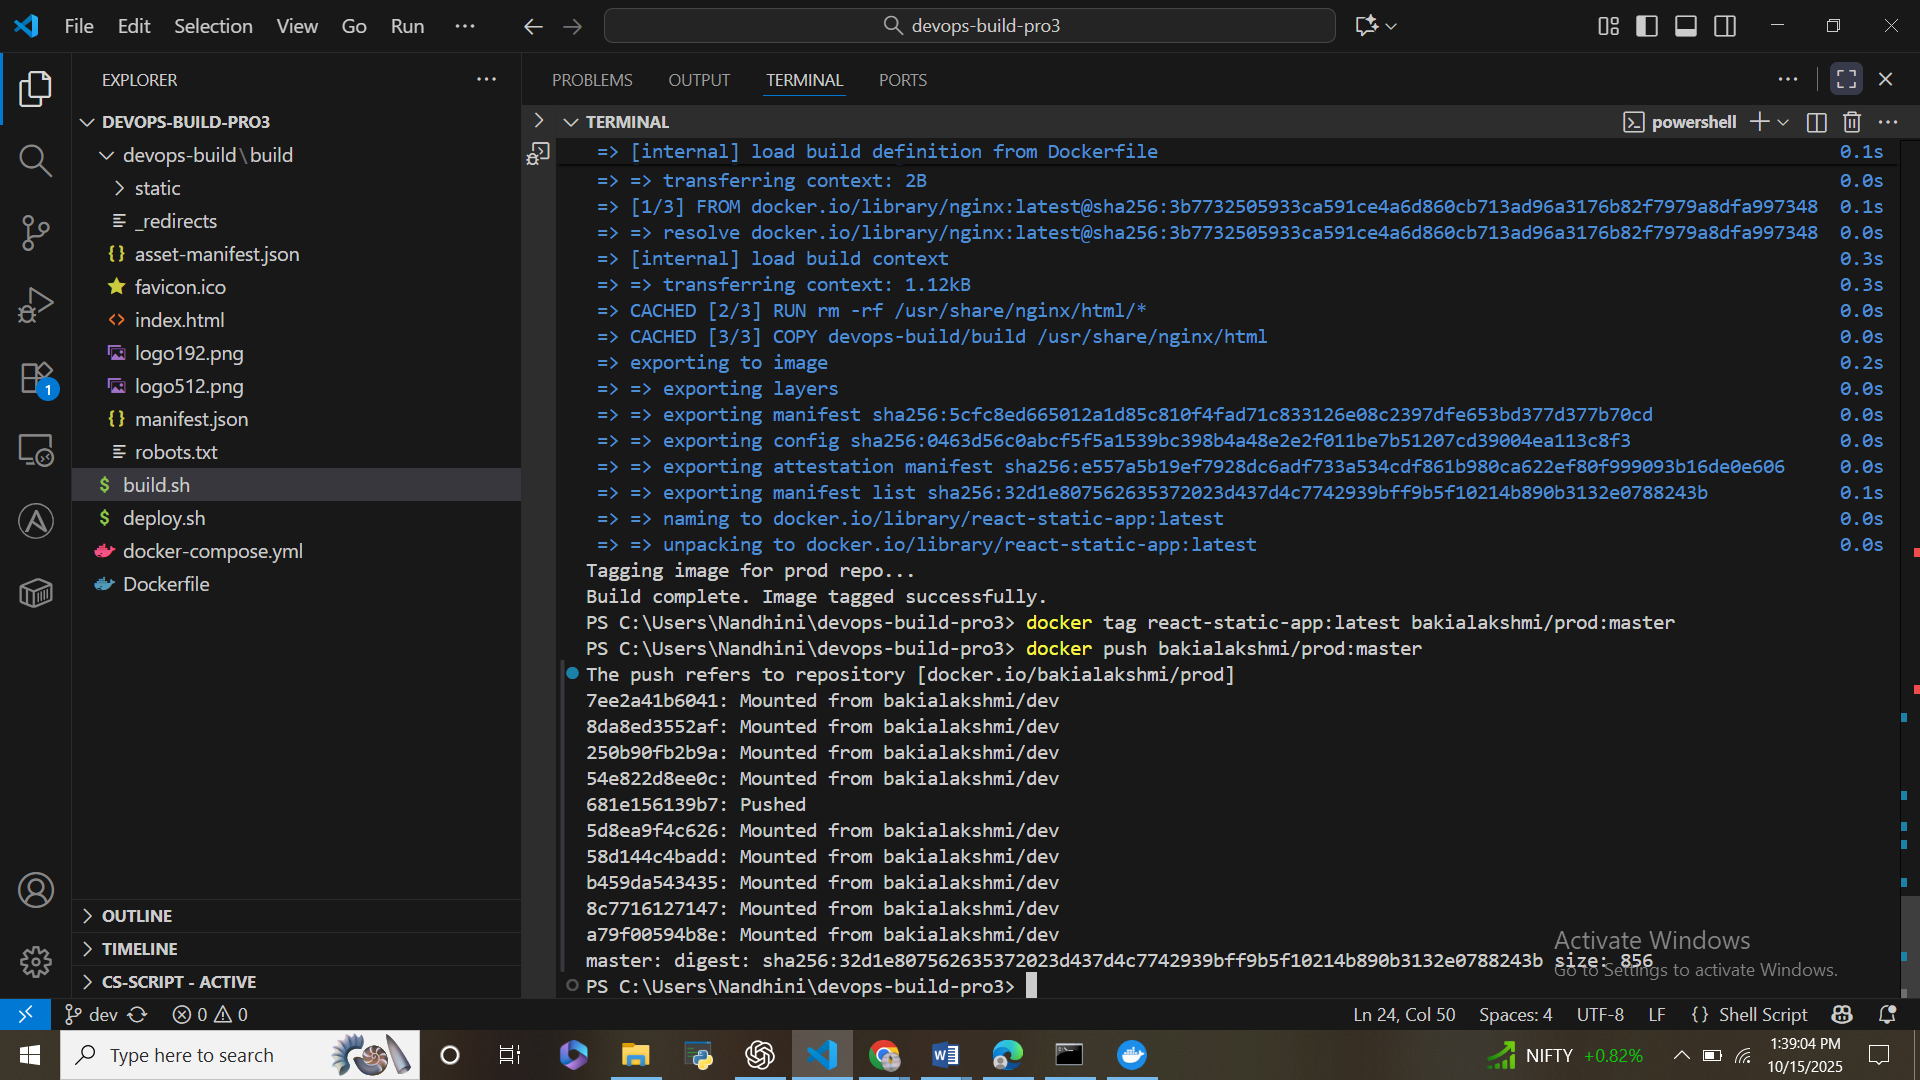 File Edit Selection View Go Run ...
devops-build-pro3
EXPLORER
DEVOPS-BUILD-PRO3
devops-build\build
static
_redirects
asset-manifest.json
favicon.ico
index.html
logo192.png
logo512.png
manifest.json
robots.txt
build.sh
deploy.sh
docker-compose.yml
Dockerfile
1
OUTLINE
TIMELINE
CS-SCRIPT - ACTIVE
PROBLEMS OUTPUT TERMINAL PORTS
TERMINAL
powershell
=> [internal] load build definition from Dockerfile 0.1s
=> => transferring context: 2B 0.0s
=> [1/3] FROM docker.io/library/nginx:latest@sha256:3b7732505933ca591ce4a6d860cb713ad96a3176b82f7979a8dfa997348 0.1s
=> => resolve docker.io/library/nginx:latest@sha256:3b7732505933ca591ce4a6d860cb713ad96a3176b82f7979a8dfa997348 0.0s
=> [internal] load build context 0.3s
=> => transferring context: 1.12kB 0.3s
=> CACHED [2/3] RUN rm -rf /usr/share/nginx/html/* 0.0s
=> CACHED [3/3] COPY devops-build/build /usr/share/nginx/html 0.0s
=> exporting to image 0.2s
=> => exporting layers 0.0s
=> => exporting manifest sha256:5cfc8ed665012a1d85c810f4fad71c833126e08c2397dfe653bd377d377b70cd 0.0s
=> => exporting config sha256:0463d56c0abcf5f5a1539bc398b4a48e2e2f011be7b51207cd39004ea113c8f3 0.0s
=> => exporting attestation manifest sha256:e557a5b19ef7928dc6adf733a534cdf861b980ca622ef80f999093b16de0e606 0.0s
=> => exporting manifest list sha256:32d1e807562635372023d437d4c7742939bff9b5f10214b890b3132e0788243b 0.1s
=> => naming to docker.io/library/react-static-app:latest 0.0s
=> => unpacking to docker.io/library/react-static-app:latest 0.0s
Tagging image for prod repo...
Build complete. Image tagged successfully.
PS C:\Users\Nandhini\devops-build-pro3> docker tag react-static-app:latest bakialakshmi/prod:master
PS C:\Users\Nandhini\devops-build-pro3> docker push bakialakshmi/prod:master
The push refers to repository [docker.io/bakialakshmi/prod]
7ee2a41b6041: Mounted from bakialakshmi/dev
8da8ed3552af: Mounted from bakialakshmi/dev
250b90fb2b9a: Mounted from bakialakshmi/dev
54e822d8ee0c: Mounted from bakialakshmi/dev
681e156139b7: Pushed
5d8ea9f4c626: Mounted from bakialakshmi/dev
58d144c4badd: Mounted from bakialakshmi/dev
b459da543435: Mounted from bakialakshmi/dev
8c7716127147: Mounted from bakialakshmi/dev
a79f00594b8e: Mounted from bakialakshmi/dev
master: digest: sha256:32d1e807562635372023d437d4c7742939bff9b5f10214b890b3132e0788243b size: 856
PS C:\Users\Nandhini\devops-build-pro3>
Activate Windows
Go to Settings to activate Windows.
dev 0 0 Ln 24, Col 50 Spaces: 4 UTF-8 LF {} Shell Script
Type here to search
NIFTY +0.82%
1:39:04 PM
10/15/2025